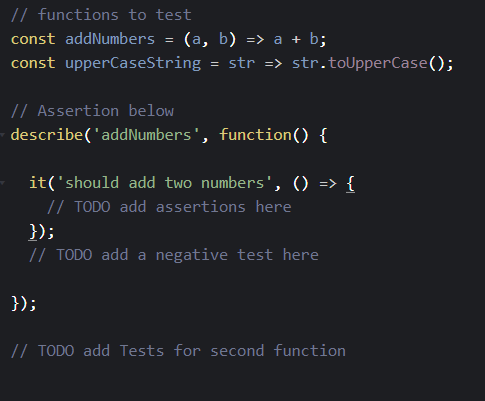 // functions to test
const addNumbers = (a, b) => a + b;
const upperCaseString = str => str.toUpperCase();
// Assertion below
describe('addNumbers', function() {
it('should add two numbers', () => {
// TODO add assertions here
});
// TODO add a negative test here
});
// TODO add Tests for second function